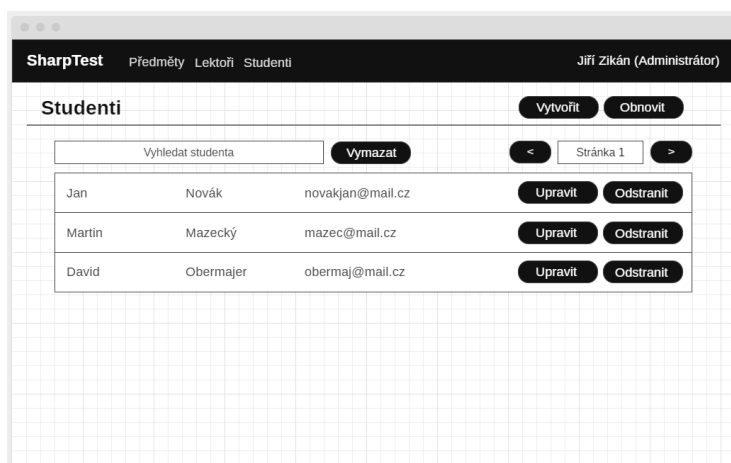 SharpTest Předměty Lektoři Studenti Jiří Zikán (Administrátor)
Studenti Vytvořit Obnovit
Vyhledat studenta Vymazat < Stránka 1 >
Jan Novák novakjan@mail.cz Upravit Odstranit
Martin Mazecký mazec@mail.cz Upravit Odstranit
David Obermajer obermaj@mail.cz Upravit Odstranit